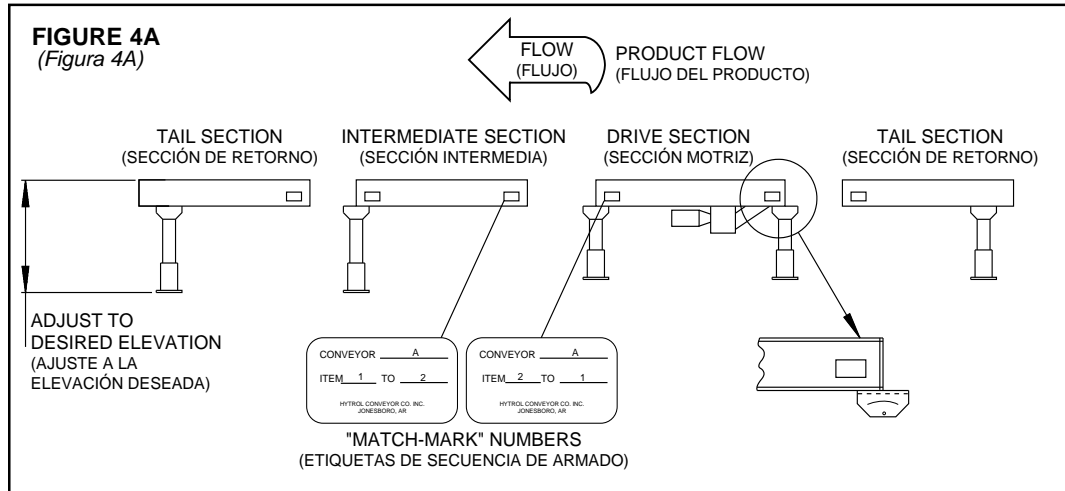 FIGURE 4A
(Figura 4A)
FLOW
(FLUJO)
PRODUCT FLOW
(FLUJO DEL PRODUCTO)
TAIL SECTION
(SECCIÓN DE RETORNO)
INTERMEDIATE SECTION
(SECCIÓN INTERMEDIA)
DRIVE SECTION
(SECCIÓN MOTRIZ)
TAIL SECTION
(SECCIÓN DE RETORNO)
ADJUST TO
DESIRED ELEVATION
(AJUSTE A LA
ELEVACIÓN DESEADA)
CONVEYOR A
ITEM 1 TO 2
HYTROL CONVEYOR CO. INC.
JONESBORO, AR
CONVEYOR A
ITEM 2 TO 1
HYTROL CONVEYOR CO. INC.
JONESBORO, AR
"MATCH-MARK" NUMBERS
(ETIQUETAS DE SECUENCIA DE ARMADO)